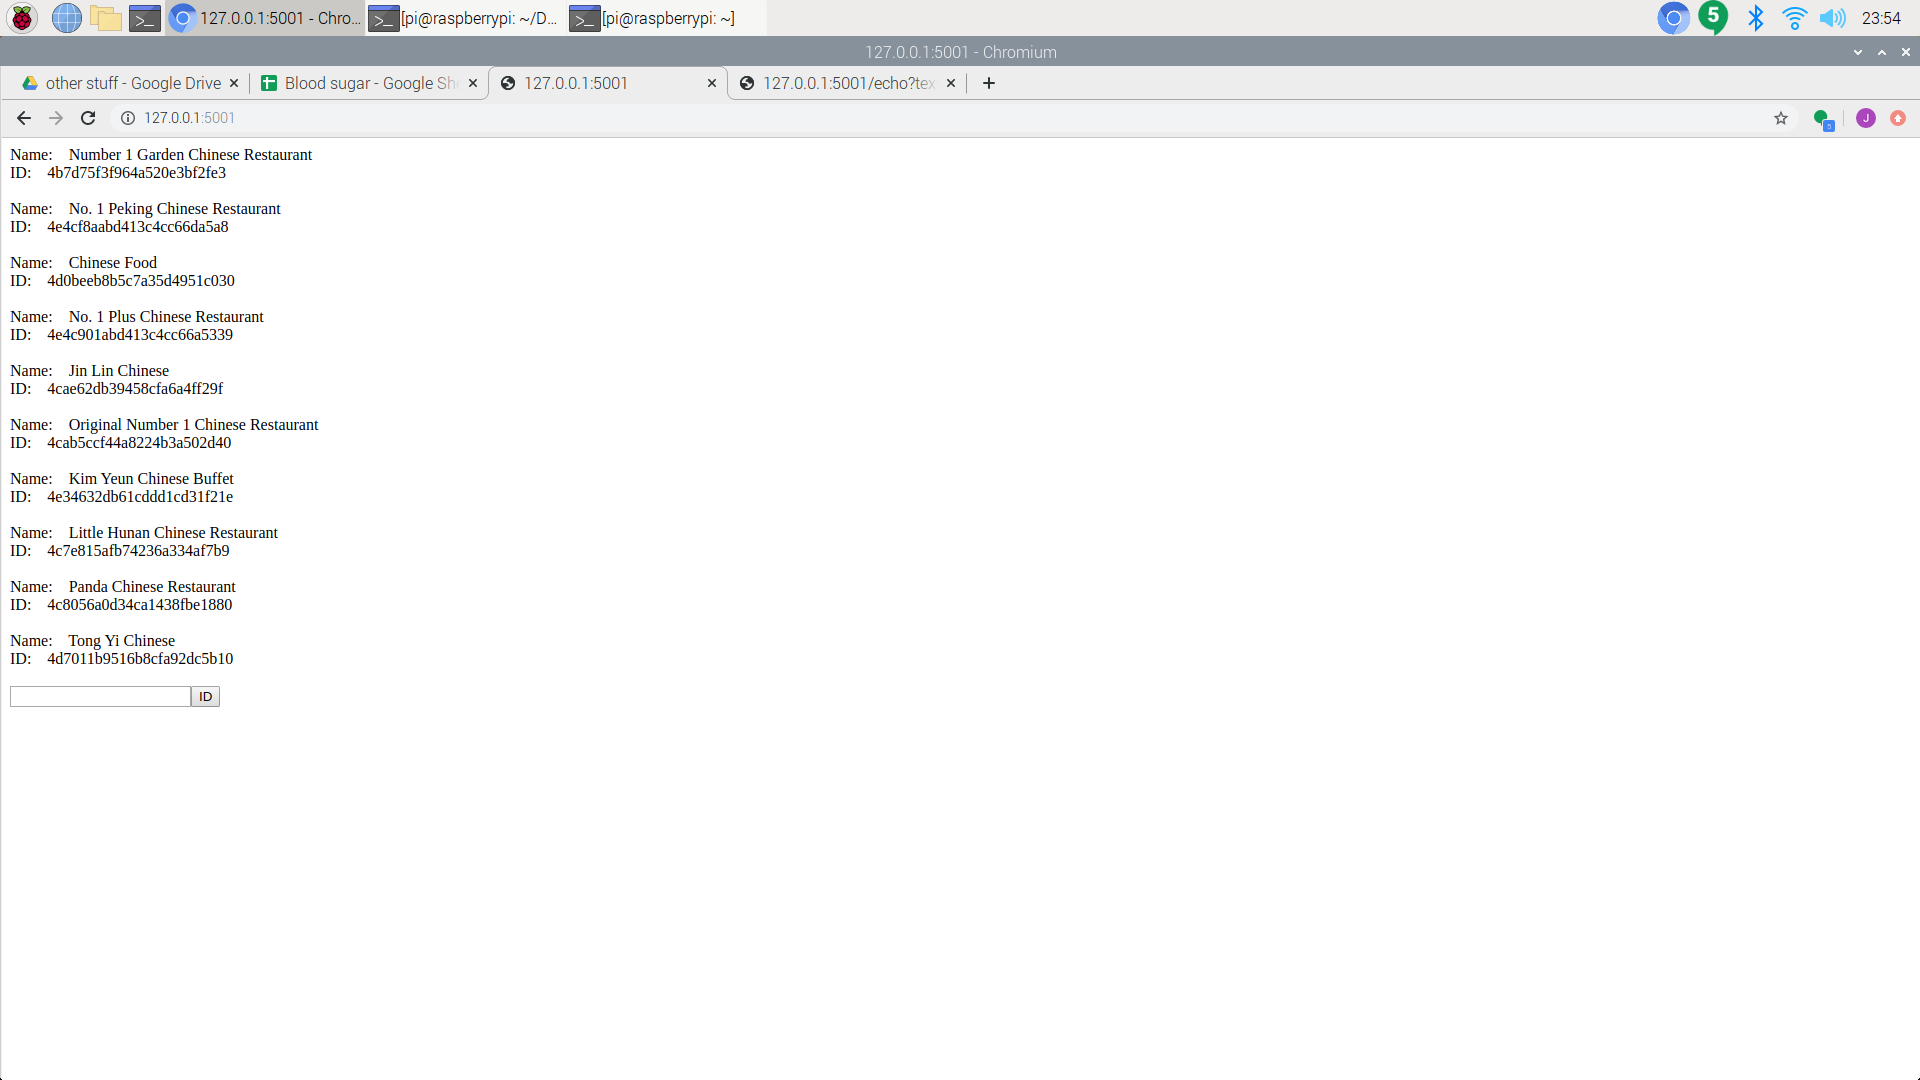 127.0.0.1:5001 - Chro...
[pi@raspberrypi: ~/D...
[pi@raspberrypi: ~]
5
23:54
127.0.0.1:5001 - Chromium
other stuff - Google Drive
Blood sugar - Google She
127.0.0.1:5001
127.0.0.1:5001/echo?tex
127.0.0.1:5001
J
Name: Number 1 Garden Chinese Restaurant
ID: 4b7d75f3f964a520e3bf2fe3
Name: No. 1 Peking Chinese Restaurant
ID: 4e4cf8aabd413c4cc66da5a8
Name: Chinese Food
ID: 4d0beeb8b5c7a35d4951c030
Name: No. 1 Plus Chinese Restaurant
ID: 4e4c901abd413c4cc66a5339
Name: Jin Lin Chinese
ID: 4cae62db39458cfa6a4ff29f
Name: Original Number 1 Chinese Restaurant
ID: 4cab5ccf44a8224b3a502d40
Name: Kim Yeun Chinese Buffet
ID: 4e34632db61cddd1cd31f21e
Name: Little Hunan Chinese Restaurant
ID: 4c7e815afb74236a334af7b9
Name: Panda Chinese Restaurant
ID: 4c8056a0d34ca1438fbe1880
Name: Tong Yi Chinese
ID: 4d7011b9516b8cfa92dc5b10
ID